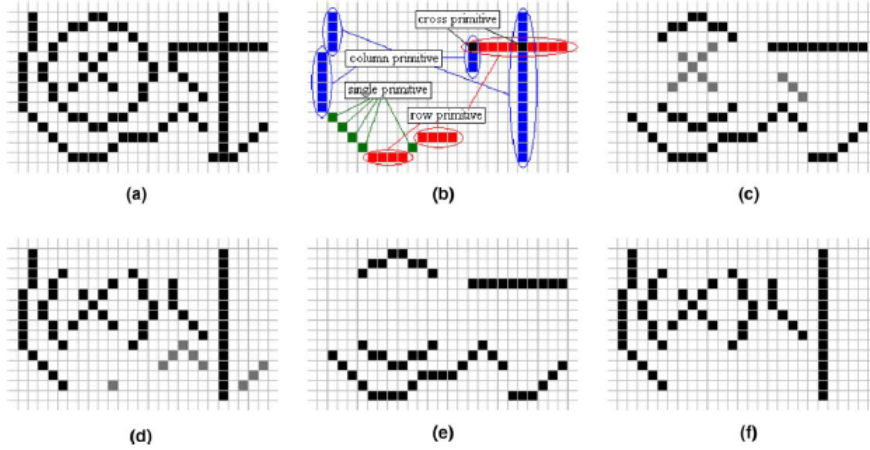 cross primitive
column primitive
single primitive
row primitive
(a)
(b)
(c)
(d)
(e)
(f)